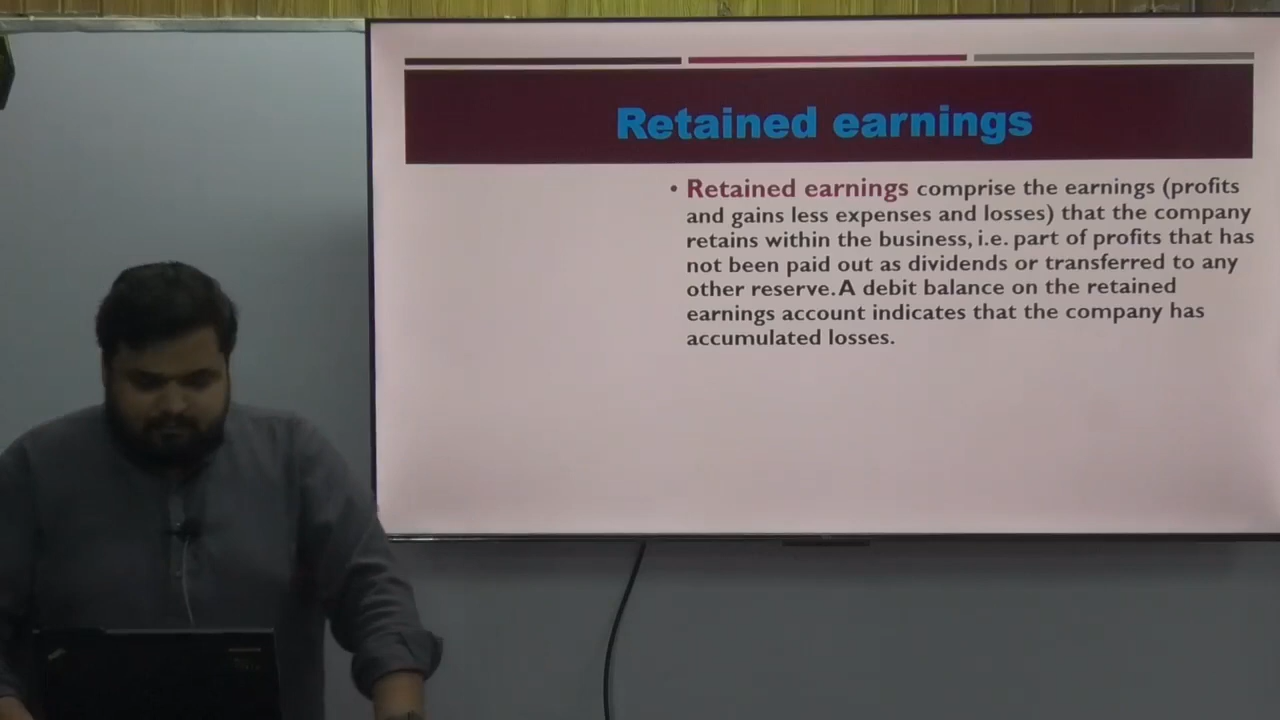 Retained earnings
• Retained earnings comprise the earnings (profits
and gains less expenses and losses) that the company
retains within the business, i.e. part of profits that has
not been paid out as dividends or transferred to any
other reserve. A debit balance on the retained
earnings account indicates that the company has
accumulated losses.